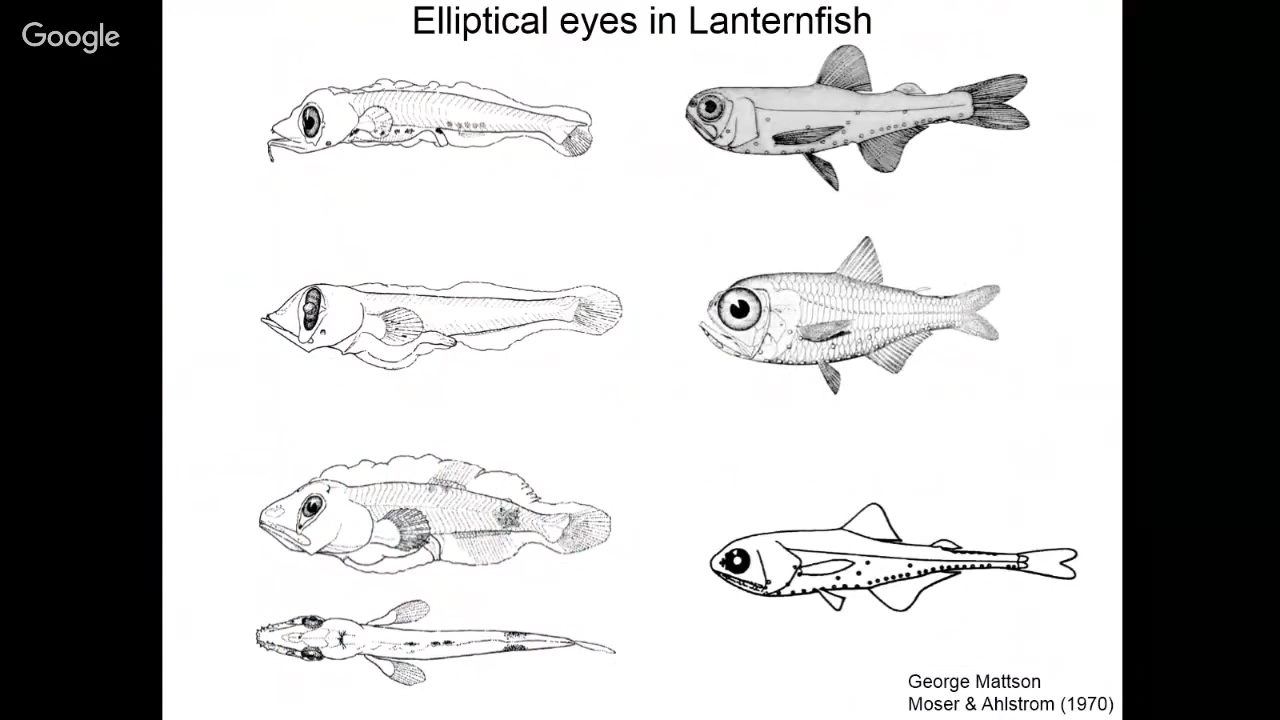 Google
Elliptical eyes in Lanternfish
George Mattson
Moser & Ahlstrom (1970)